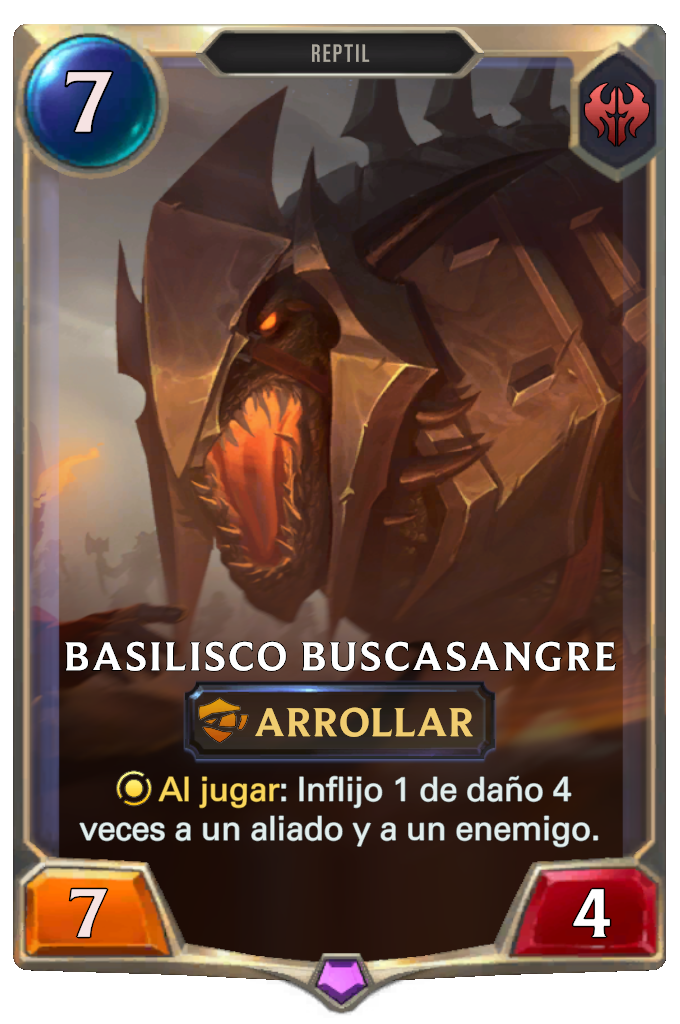 REPTIL
7
BASILISCO BUSCASANGRE
ARROLLAR
Al jugar: Inflijo 1 de daño 4
veces a un aliado y a un enemigo.
7
4